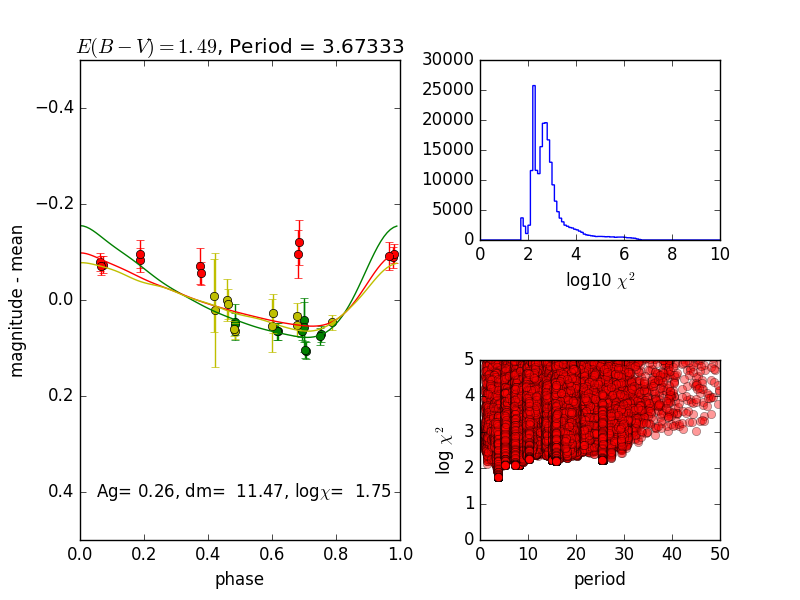 E(B−V)=1.49, Period = 3.67333
−0.4
−0.2
0.0
0.2
0.4
magnitude - mean
Ag= 0.26, dm= 11.47, logχ= 1.75
0.0 0.2 0.4 0.6 0.8 1.0
phase
30000
25000
20000
15000
10000
5000
0
0 2 4 6 8 10
log10 χ²
5
4
3
2
1
0
log χ²
0 10 20 30 40 50
period